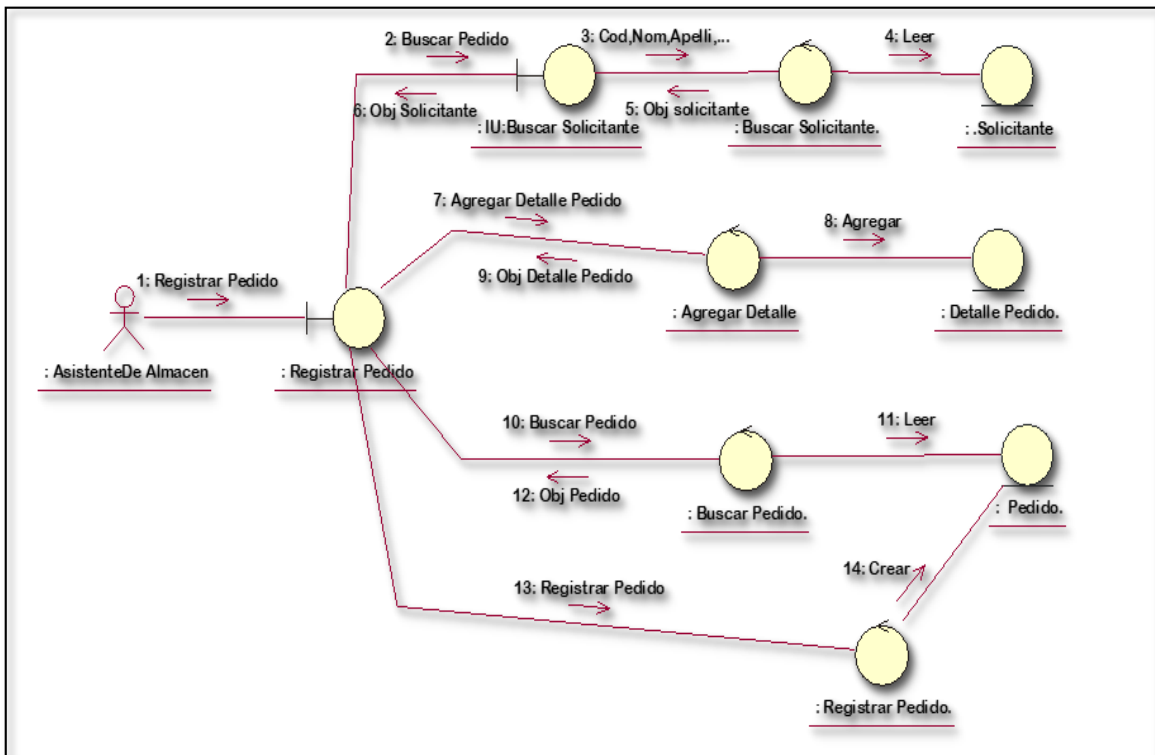 2: Buscar Pedido
3: Cod,Nom,Apelli,...
4: Leer
6: Obj Solicitante
5: Obj solicitante
: IU:Buscar Solicitante
: Buscar Solicitante.
: .Solicitante
7: Agregar Detalle Pedido
8: Agregar
9: Obj Detalle Pedido
1: Registrar Pedido
: Agregar Detalle
: Detalle Pedido.
: AsistenteDe Almacen
: Registrar Pedido
10: Buscar Pedido
11: Leer
12: Obj Pedido
: Buscar Pedido.
: Pedido.
14: Crear
13: Registrar Pedido
: Registrar Pedido.